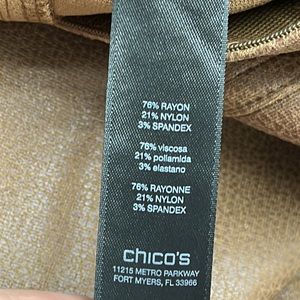 76% RAYON
21% NYLON
3% SPANDEX
76% viscosa
21% poliamida
3% elastano
76% RAYONNE
21% NYLON
3% SPANDEX
chico's
11215 METRO PARKWAY
FORT MYERS, FL 33966